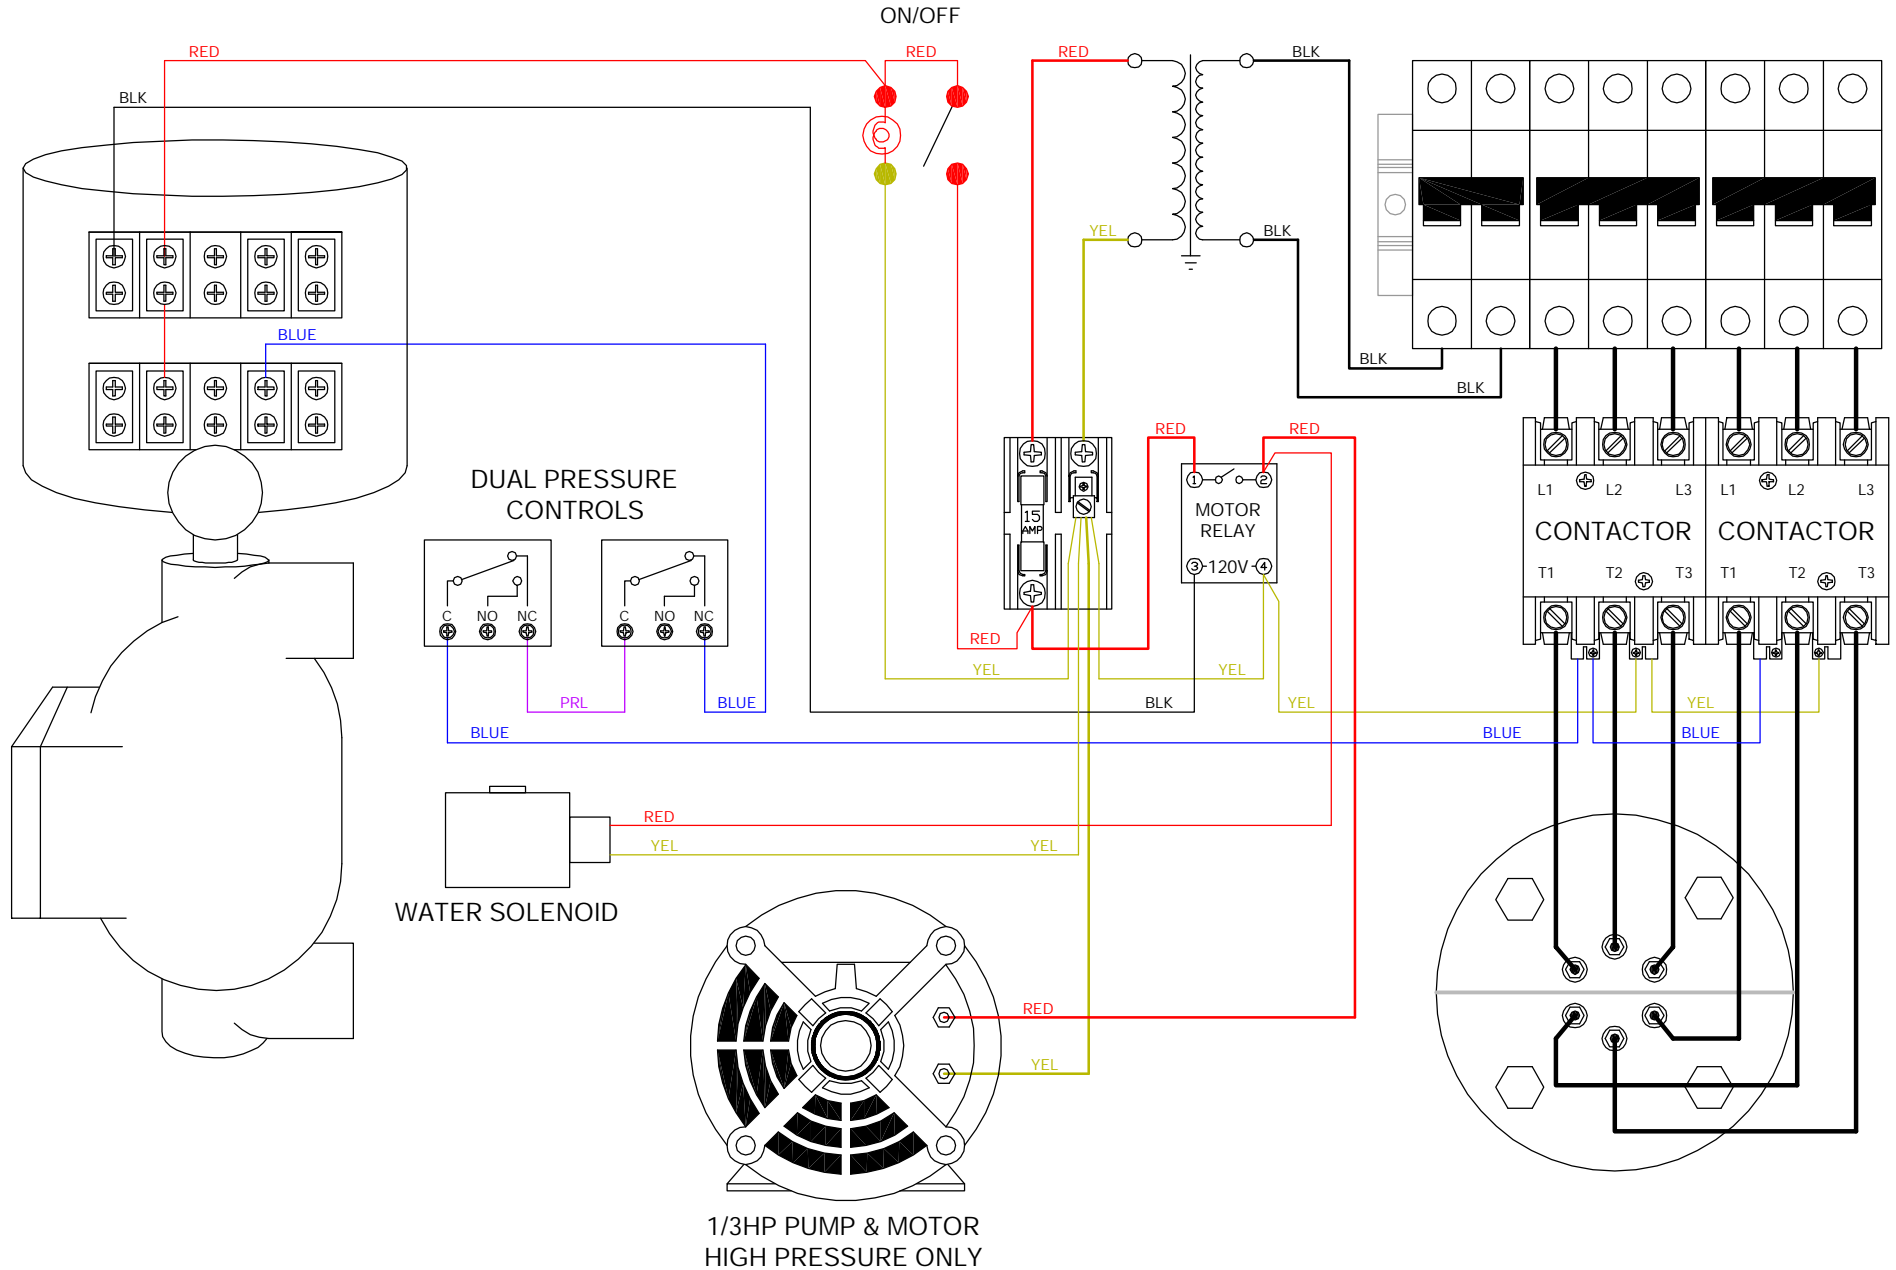 ON/OFF
RED
RED
RED
BLK
BLK
YEL
BLK
BLUE
BLK
BLK
RED
RED
DUAL PRESSURE
CONTROLS
15
AMP
1
2
MOTOR
RELAY
3
120V
4
L1
L2
L3
L1
L2
L3
CONTACTOR
CONTACTOR
T1
T2
T3
T1
T2
T3
C
NO
NC
C
NO
NC
RED
YEL
YEL
PRL
BLUE
BLK
YEL
YEL
BLUE
BLUE
BLUE
RED
YEL
YEL
WATER SOLENOID
RED
YEL
1/3HP PUMP & MOTOR
HIGH PRESSURE ONLY